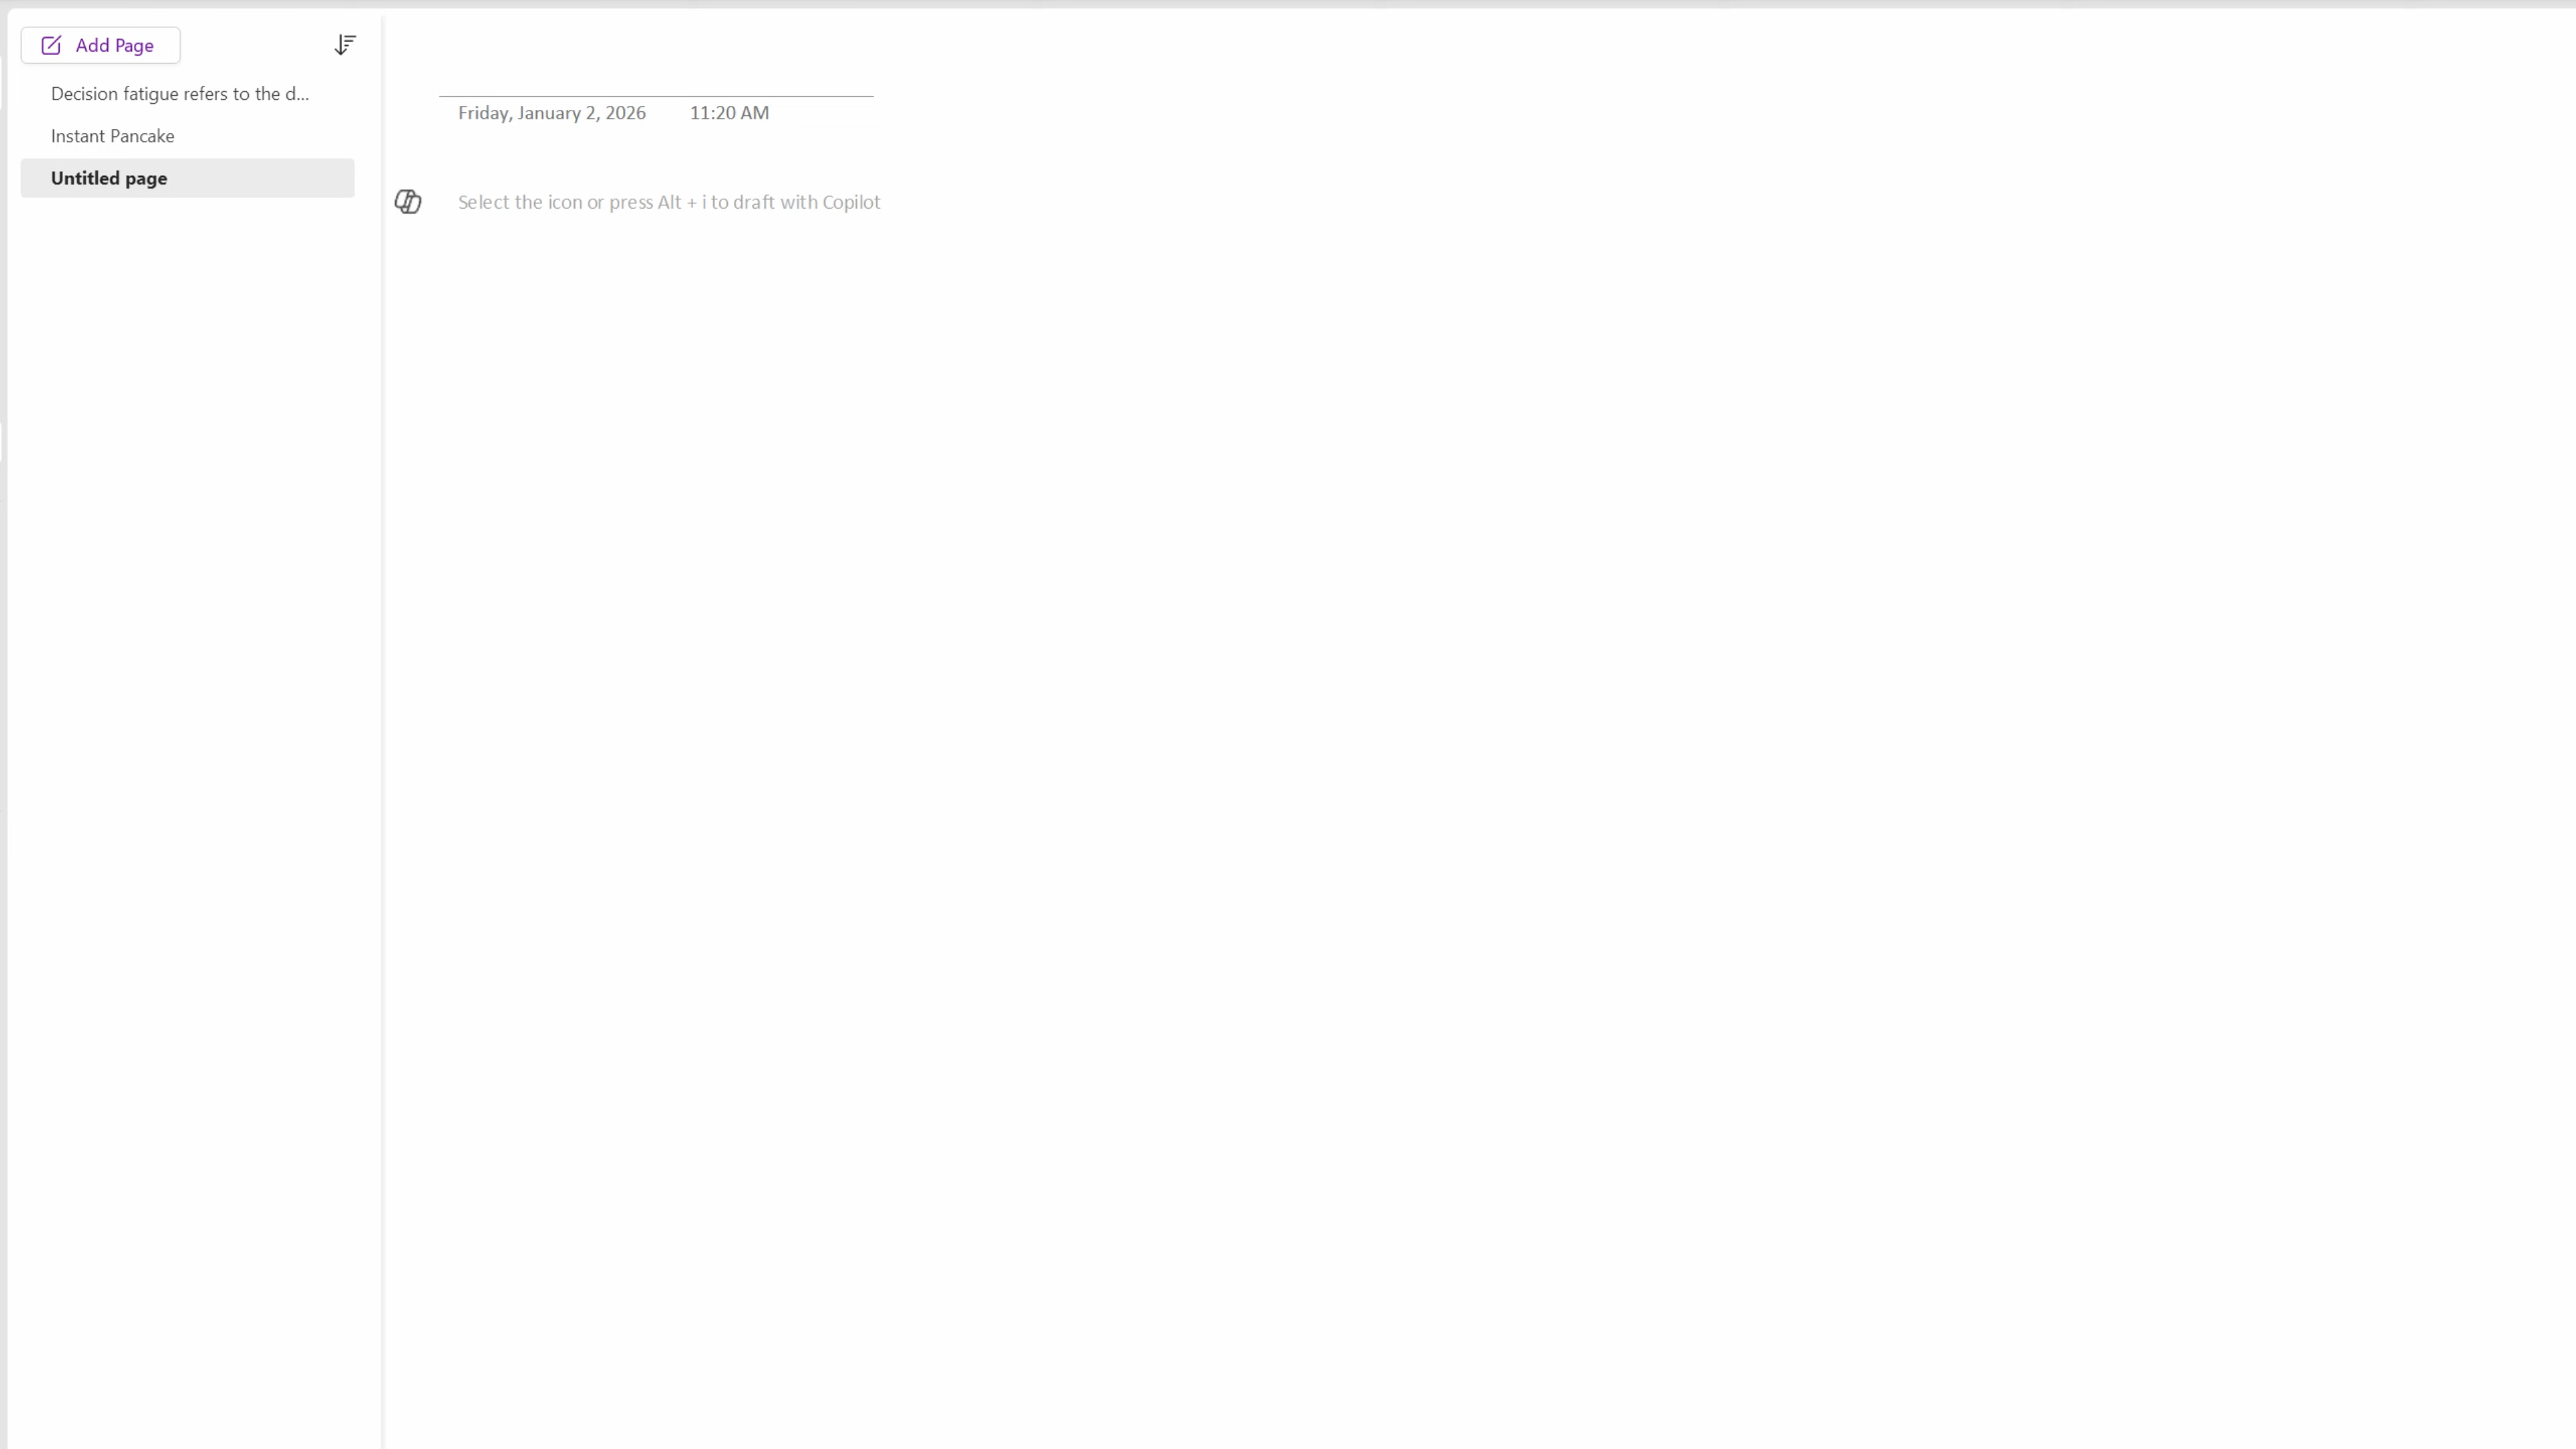 Add Page
Decision fatigue refers to the d...
Instant Pancake
Untitled page
Friday, January 2, 2026 11:20 AM
Select the icon or press Alt + i to draft with Copilot